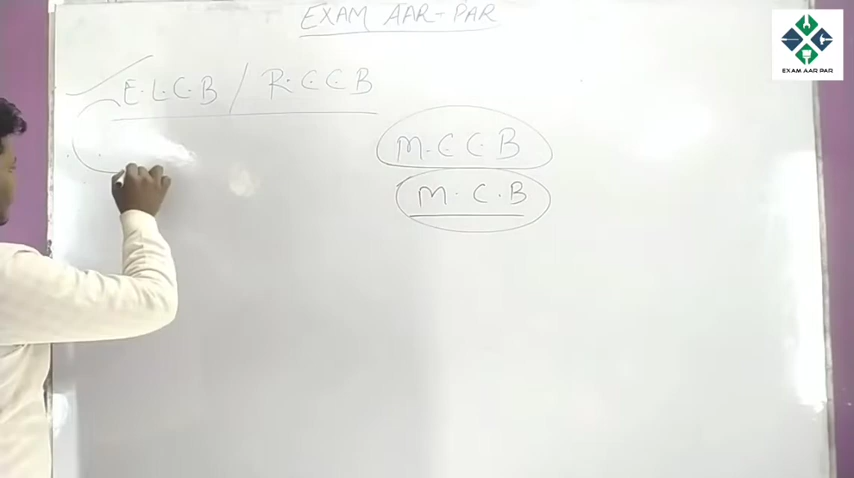 EXAM AAR-PAR
E.L.C.B / R.C.C.B
M.C.C.B
M.C.B
EXAM AAR PAR